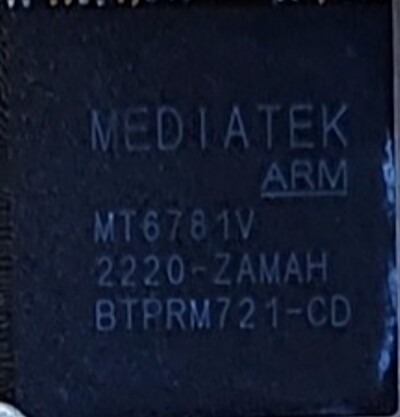 MEDIATEK
ARM
MT6781V
2220-ZAMAH
BTPRM721-CD